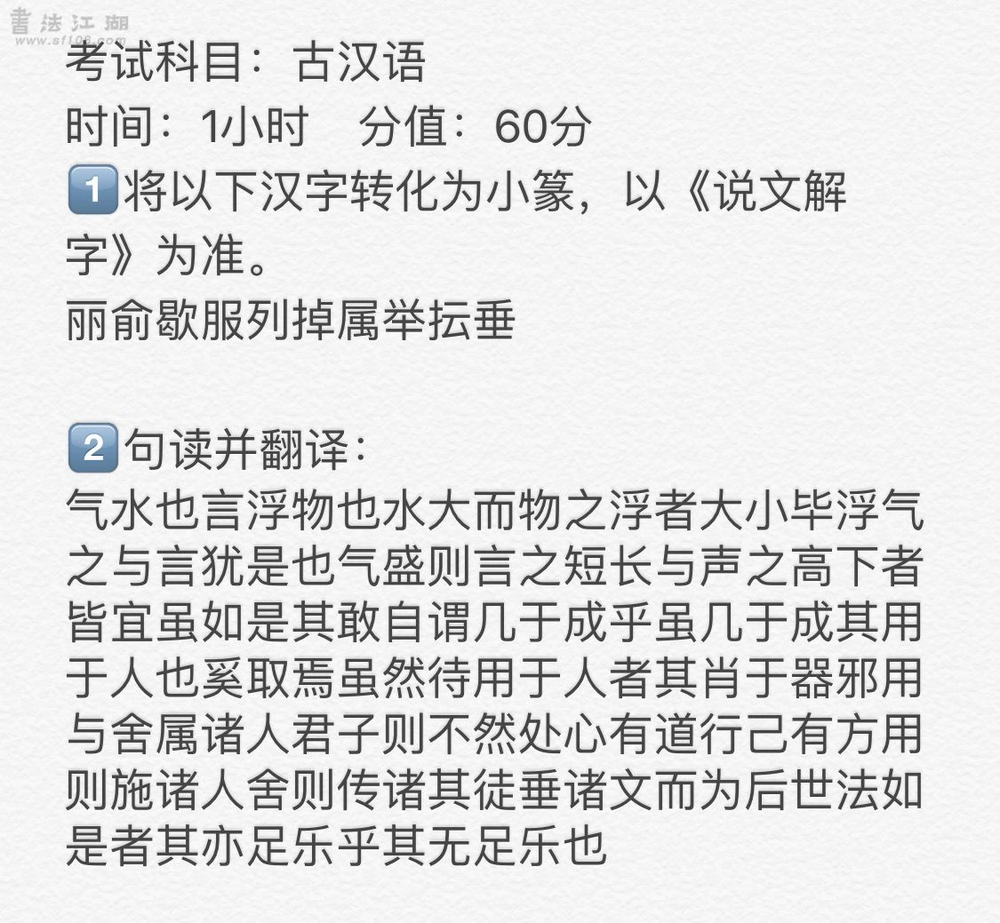 書法江湖
www.sf108.com
考试科目：古汉语
时间：1小时 分值：60分
1将以下汉字转化为小篆，以《说文解
字》为准。
丽俞歇服列掉属举抎垂
2句读并翻译：
气水也言浮物也水大而物之浮者大小毕浮气
之与言犹是也气盛则言之短长与声之高下者
皆宜虽如是其敢自谓几于成乎虽几于成其用
于人也奚取焉虽然待用于人者其肖于器邪用
与舍属诸人君子则不然处心有道行己有方用
则施诸人舍则传诸其徒垂诸文而为后世法如
是者其亦足乐乎其无足乐也